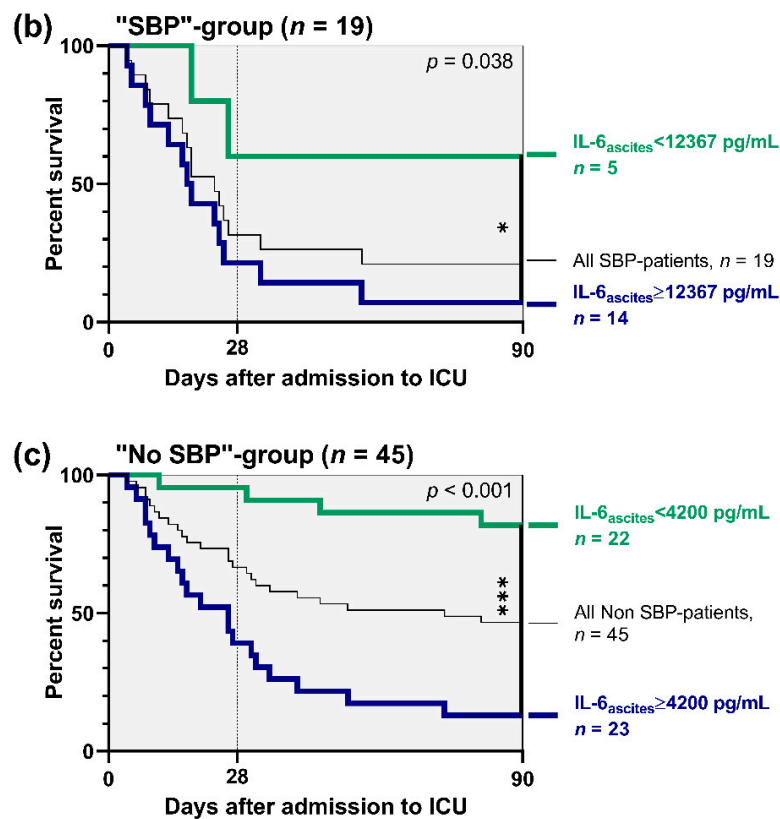 (b) "SBP"-group (n = 19)
Percent survival
100
50
0
p = 0.038
*
IL-6ascites<12367 pg/mL
n = 5
All SBP-patients, n = 19
IL-6ascites≥12367 pg/mL
n = 14
0 28 90
Days after admission to ICU
(c) "No SBP"-group (n = 45)
Percent survival
100
50
0
p < 0.001
***
IL-6ascites<4200 pg/mL
n = 22
All Non SBP-patients,
n = 45
IL-6ascites≥4200 pg/mL
n = 23
0 28 90
Days after admission to ICU